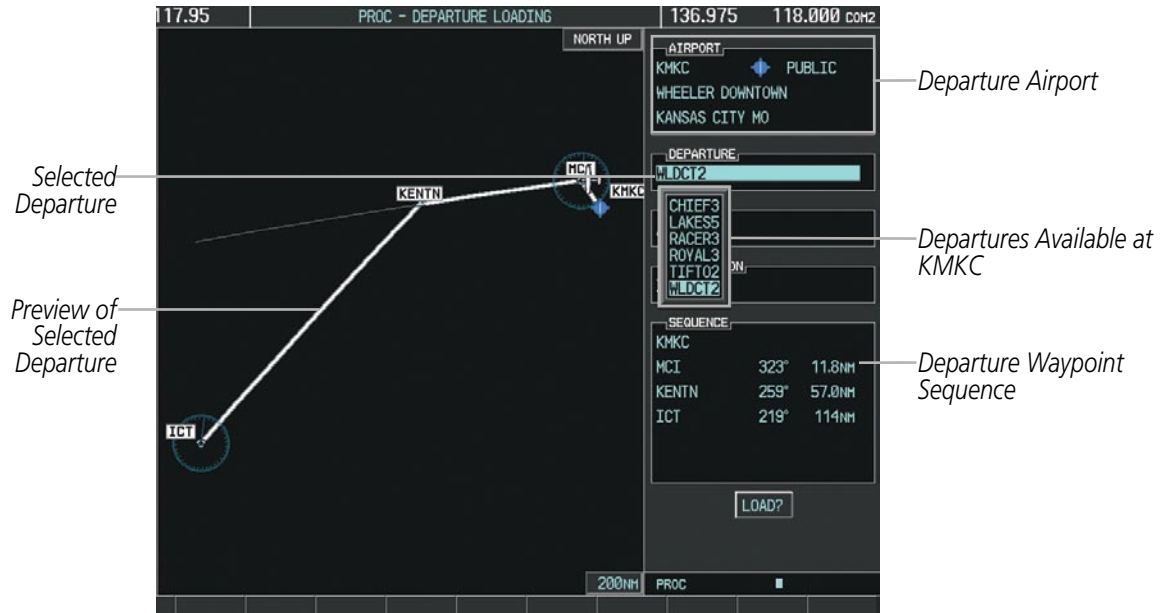 117.95 PROC - DEPARTURE LOADING 136.975 118.000 COM2
NORTH UP
AIRPORT
KMKC PUBLIC
WHEELER DOWNTOWN
KANSAS CITY MO
Departure Airport
DEPARTURE
WLDCT2
Selected
Departure
MCI
KMKC
KENTN
CHIEF3
LAKES5
RACER3
ROYAL3
TIFTO2
WLDCT2
Departures Available at
KMKC
Preview of
Selected
Departure
ICT
SEQUENCE
KMKC
MCI 323° 11.8NM
KENTN 259° 57.0NM
ICT 219° 114NM
Departure Waypoint
Sequence
LOAD?
200NM
PROC